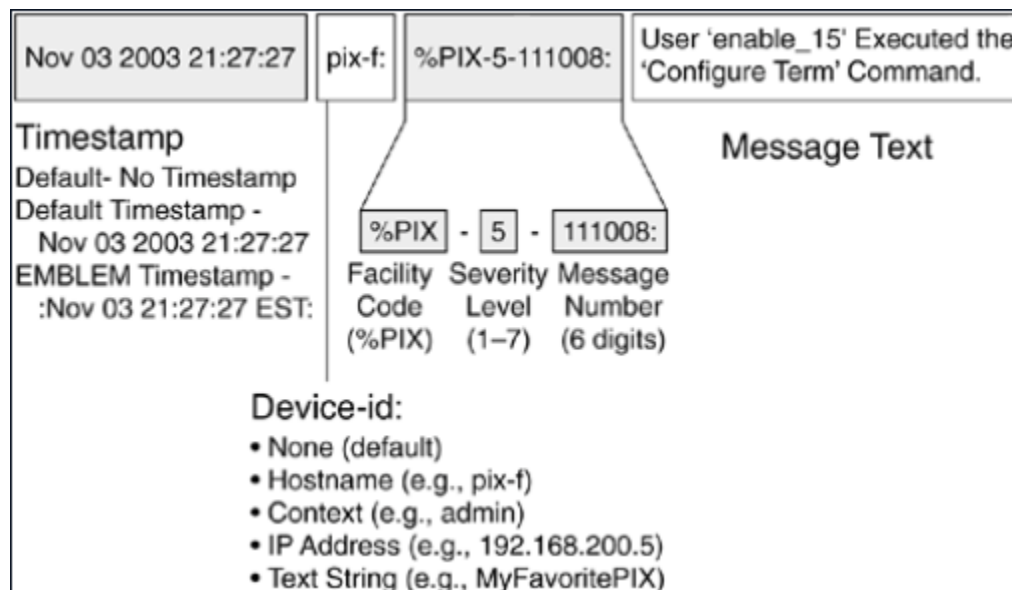 Nov 03 2003 21:27:27
pix-f:
%PIX-5-111008:
User ‘enable_15’ Executed the
‘Configure Term’ Command.
Timestamp
Default- No Timestamp
Default Timestamp -
Nov 03 2003 21:27:27
EMBLEM Timestamp -
:Nov 03 21:27:27 EST:
Message Text
%PIX - 5 - 111008:
Facility Severity Message
Code Level Number
(%PIX) (1–7) (6 digits)
Device-id:
• None (default)
• Hostname (e.g., pix-f)
• Context (e.g., admin)
• IP Address (e.g., 192.168.200.5)
• Text String (e.g., MyFavoritePIX)